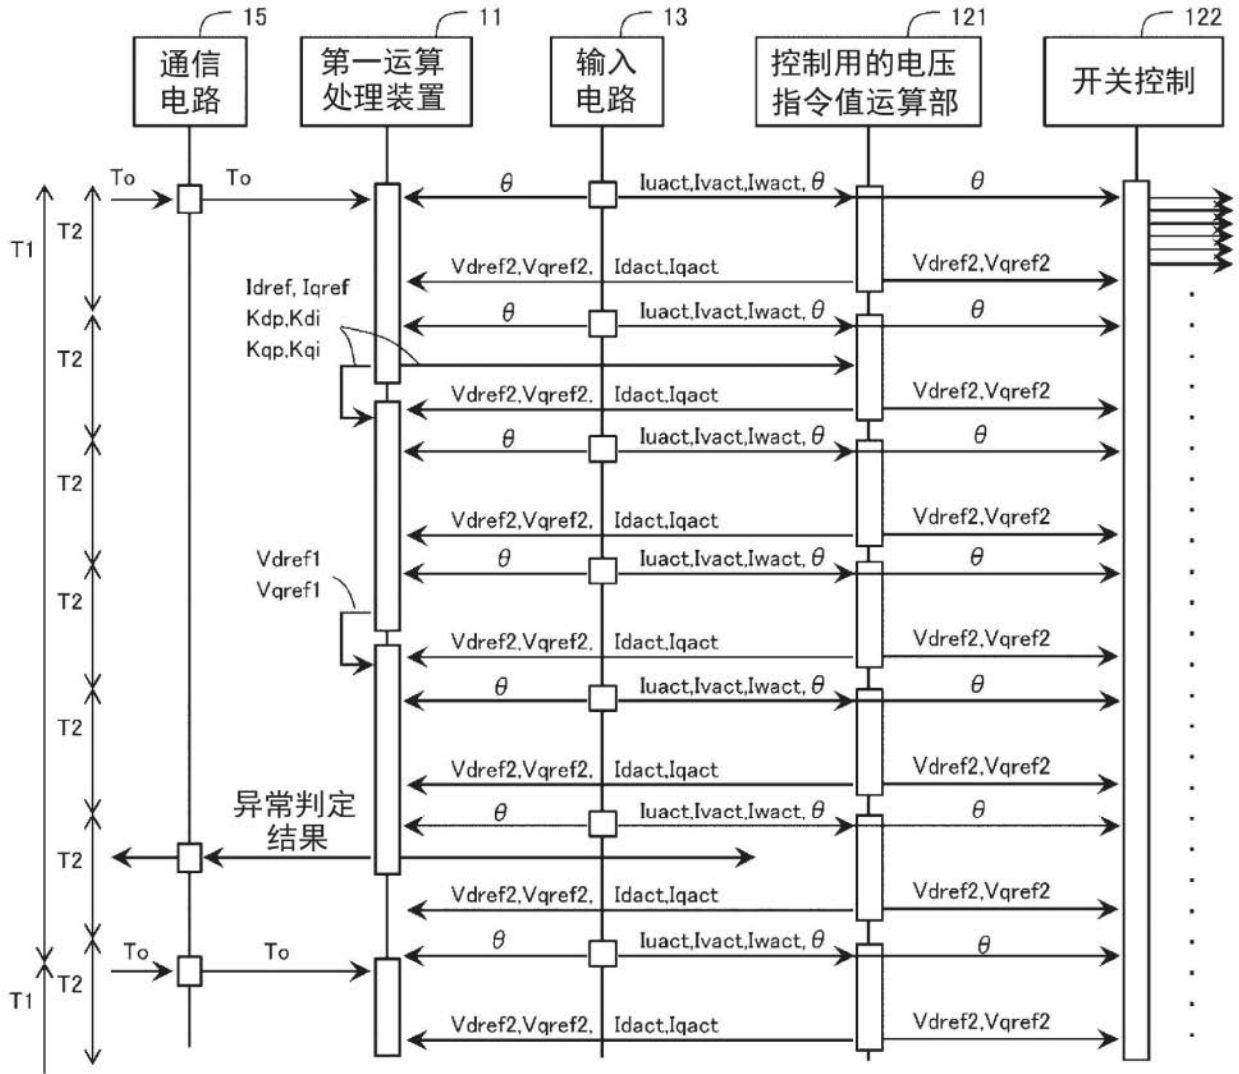 15
11
13
121
122
通信
电路
第一运算
处理装置
输入
电路
控制用的电压
指令值运算部
开关控制
To
To
θ
Iuact,Ivact,Iwact,θ
θ
T1
T2
Vdref2,Vqref2, Idact,Iqact
Vdref2,Vqref2
Idref, Iqref
Kdp,Kdi
Kqp,Kqi
θ
Iuact,Ivact,Iwact,θ
θ
T2
Vdref2,Vqref2, Idact,Iqact
Vdref2,Vqref2
θ
Iuact,Ivact,Iwact,θ
θ
T2
Vdref2,Vqref2, Idact,Iqact
Vdref2,Vqref2
Vdref1
Vqref1
θ
Iuact,Ivact,Iwact,θ
θ
T2
Vdref2,Vqref2, Idact,Iqact
Vdref2,Vqref2
θ
Iuact,Ivact,Iwact,θ
θ
T2
Vdref2,Vqref2, Idact,Iqact
Vdref2,Vqref2
异常判定
结果
θ
Iuact,Ivact,Iwact,θ
θ
T2
Vdref2,Vqref2, Idact,Iqact
Vdref2,Vqref2
To
To
θ
Iuact,Ivact,Iwact,θ
θ
T1
T2
Vdref2,Vqref2, Idact,Iqact
Vdref2,Vqref2